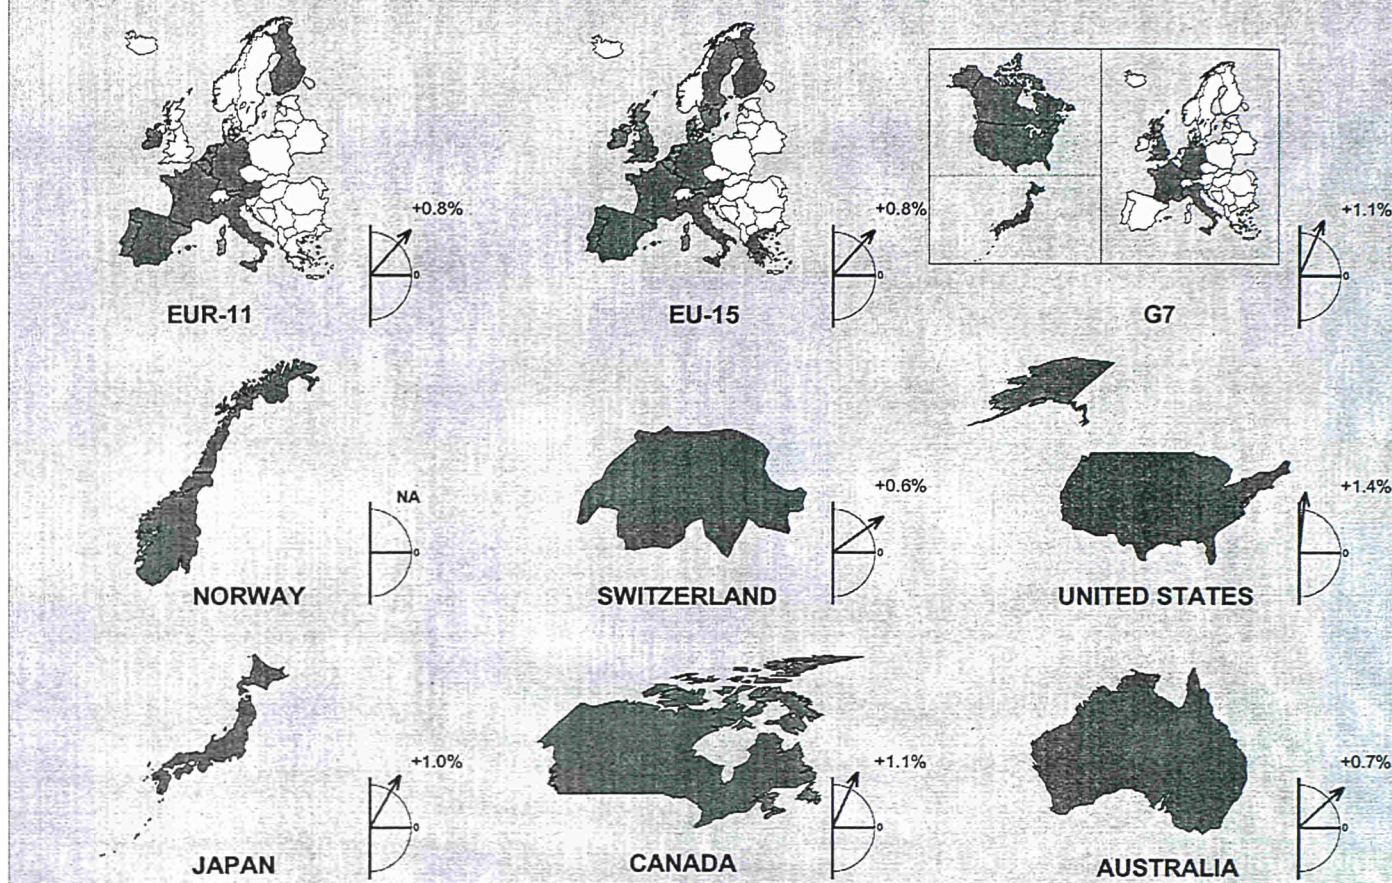 +0.8%
0
EUR-11
+0.8%
0
EU-15
+1.1%
0
G7
NA
0
NORWAY
+0.6%
0
SWITZERLAND
+1.4%
0
UNITED STATES
+1.0%
0
JAPAN
+1.1%
0
CANADA
+0.7%
0
AUSTRALIA